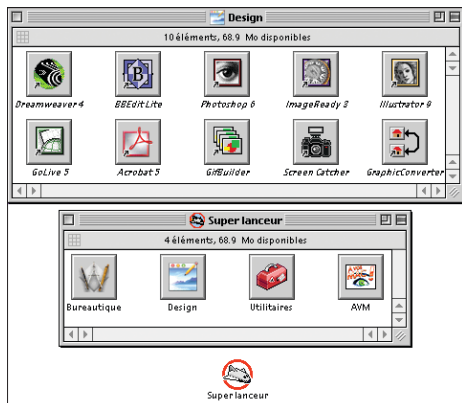 Design
10 éléments, 68.9 Mo disponibles
Dreamweaver 4 BBEdit Lite Photoshop 6 ImageReady 3 Illustrator 9
GoLive 5 Acrobat 5 GifBuilder Screen Catcher GraphicConverter
Super lanceur
4 éléments, 68.9 Mo disponibles
Bureautique Design Utilitaires AVM
Super lanceur